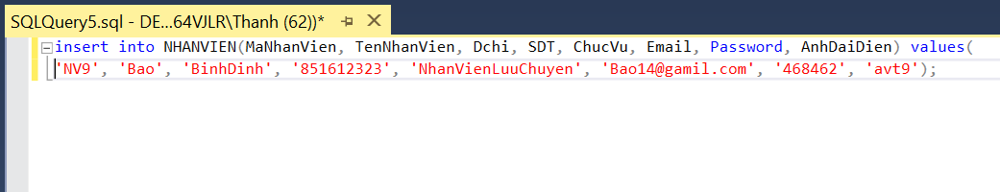 SQLQuery5.sql - DE...64VJLR\Thanh (62))*
insert into NHANVIEN(MaNhanVien, TenNhanVien, Dchi, SDT, ChucVu, Email, Password, AnhDaiDien) values(
'NV9', 'Bao', 'BinhDinh', '851612323', 'NhanVienLuuChuyen', 'Bao14@gamil.com', '468462', 'avt9');